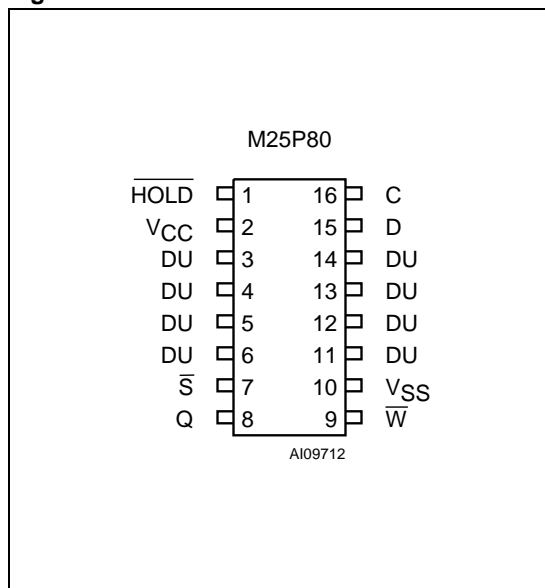 M25P80
HOLD 1 16 C
VCC 2 15 D
DU 3 14 DU
DU 4 13 DU
DU 5 12 DU
DU 6 11 DU
S 7 10 VSS
Q 8 9 W
AI09712